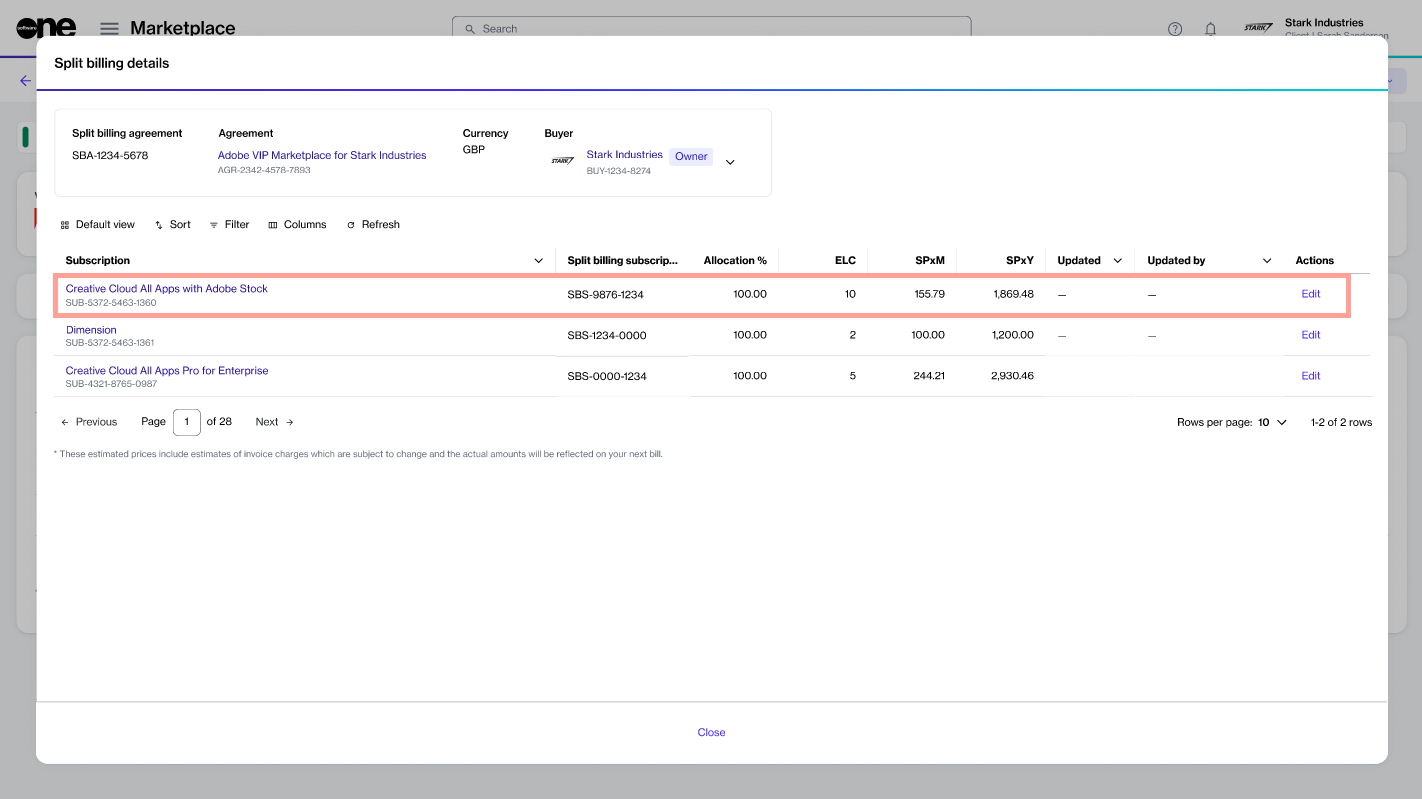 software one
Marketplace
Search
Stark Industries
STARK
Client | Sarah Sanderson
Split billing details
Split billing agreement
SBA-1234-5678
Agreement
Adobe VIP Marketplace for Stark Industries
AGR-2342-4578-7893
Currency
GBP
Buyer
STARK
Stark Industries Owner
BUY-1234-8274
Default view Sort Filter Columns Refresh
Subscription Split billing subscrip... Allocation % ELC SPxM SPxY Updated Updated by Actions
Creative Cloud All Apps with Adobe Stock
SUB-5372-5463-1360
SBS-9876-1234 100.00 10 155.79 1,869.48 — — Edit
Dimension
SUB-5372-5463-1361
SBS-1234-0000 100.00 2 100.00 1,200.00 — — Edit
Creative Cloud All Apps Pro for Enterprise
SUB-4321-8765-0987
SBS-0000-1234 100.00 5 244.21 2,930.46 Edit
Previous Page 1 of 28 Next Rows per page: 10 1-2 of 2 rows
* These estimated prices include estimates of invoice charges which are subject to change and the actual amounts will be reflected on your next bill.
Close